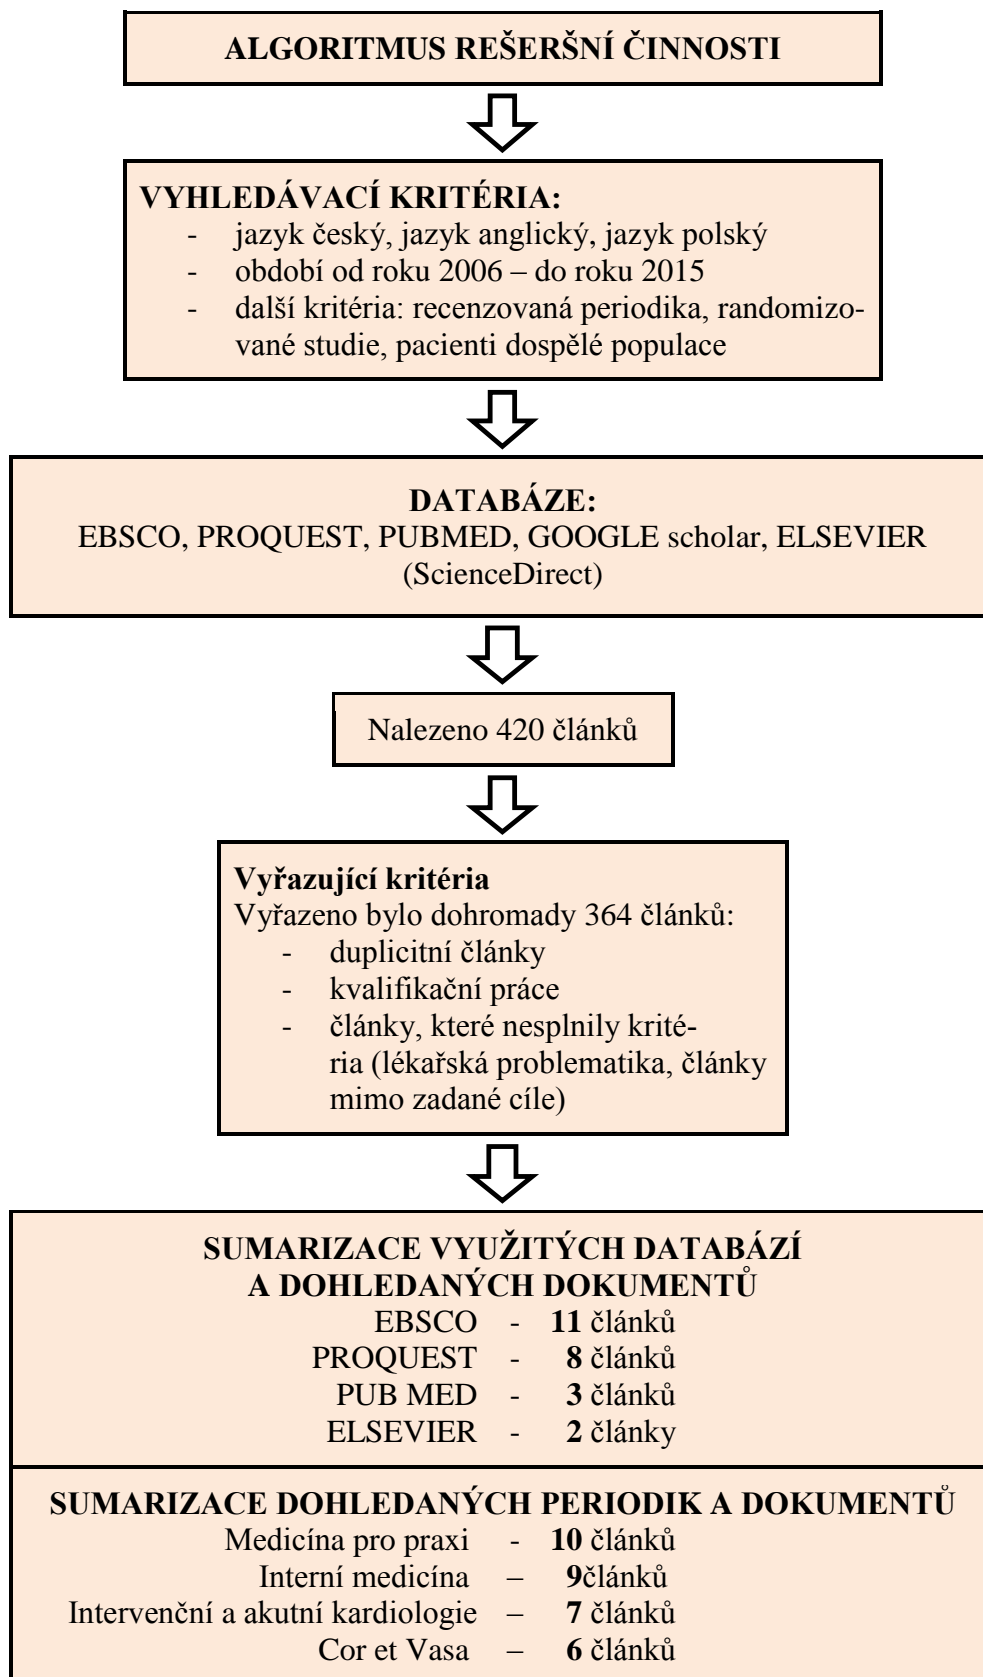 ALGORITMUS REŠERŠNÍ ČINNOSTI
VYHLEDÁVACÍ KRITÉRIA:
- jazyk český, jazyk anglický, jazyk polský
- období od roku 2006 – do roku 2015
- další kritéria: recenzovaná periodika, randomizo-
vané studie, pacienti dospělé populace
DATABÁZE:
EBSCO, PROQUEST, PUBMED, GOOGLE scholar, ELSEVIER
(ScienceDirect)
Nalezeno 420 článků
Vyřazující kritéria
Vyřazeno bylo dohromady 364 článků:
- duplicitní články
- kvalifikační práce
- články, které nesplnily krité-
ria (lékařská problematika, články
mimo zadané cíle)
SUMARIZACE VYUŽITÝCH DATABÁZÍ
A DOHLEDANÝCH DOKUMENTŮ
EBSCO - 11 článků
PROQUEST - 8 článků
PUB MED - 3 článků
ELSEVIER - 2 články
SUMARIZACE DOHLEDANÝCH PERIODIK A DOKUMENTŮ
Medicína pro praxi - 10 článků
Interní medicína – 9článků
Intervenční a akutní kardiologie – 7 článků
Cor et Vasa – 6 článků